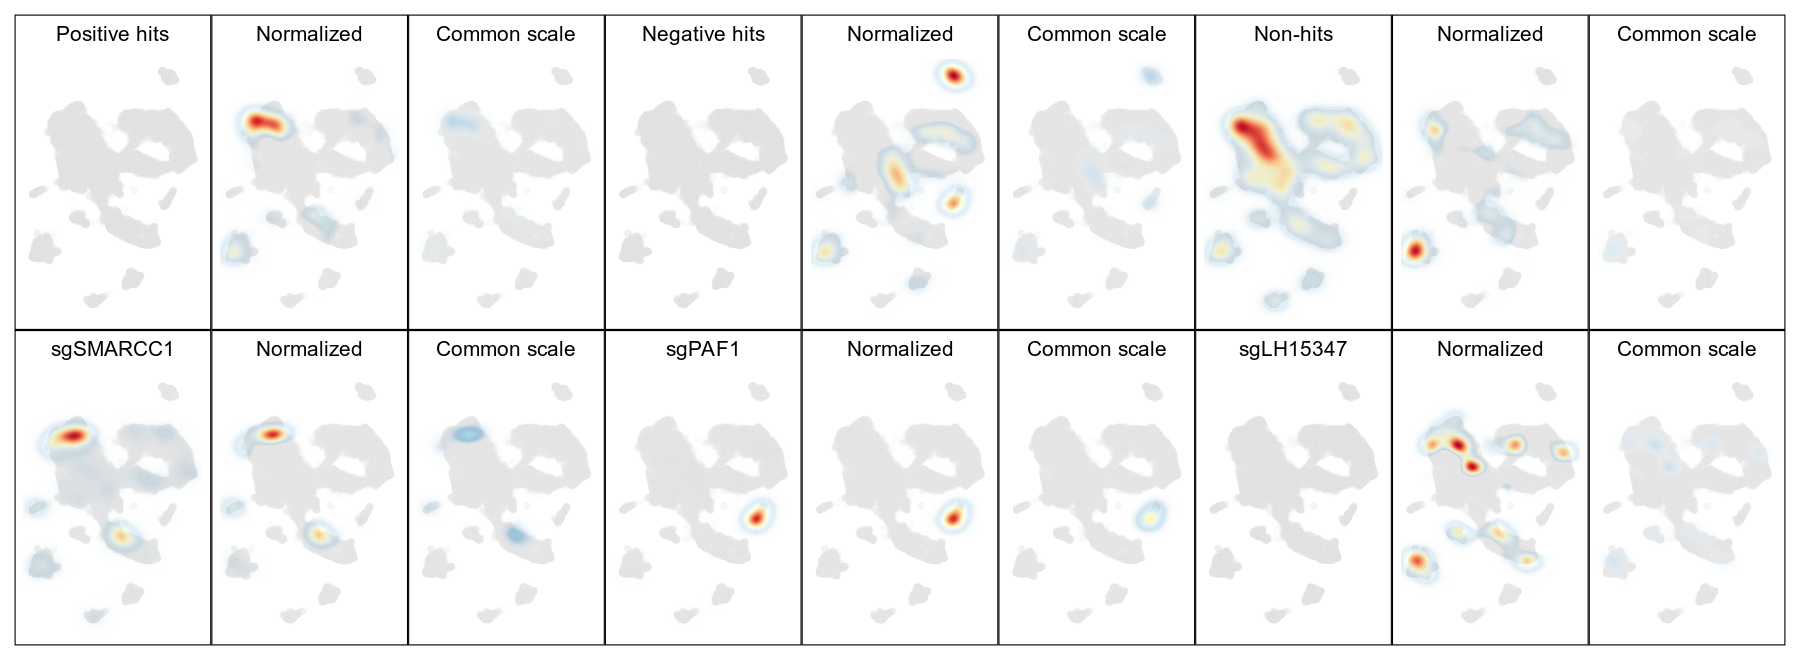 Positive hits
Normalized
Common scale
Negative hits
Normalized
Common scale
Non-hits
Normalized
Common scale
sgSMARCC1
Normalized
Common scale
sgPAF1
Normalized
Common scale
sgLH15347
Normalized
Common scale